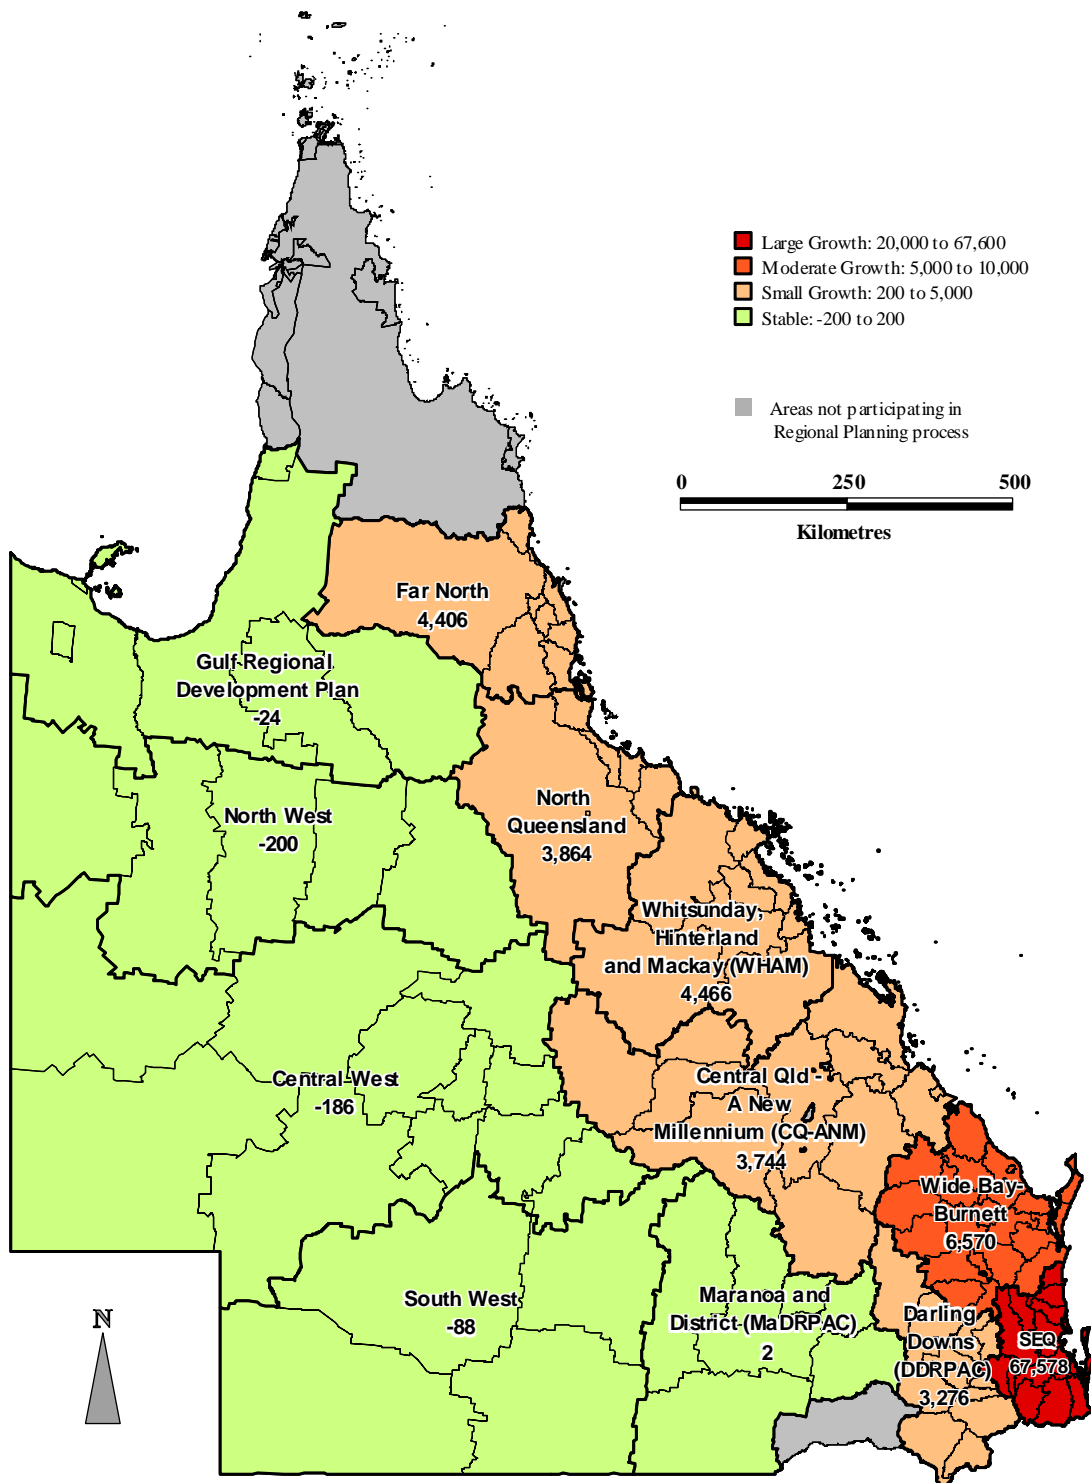 Large Growth: 20,000 to 67,600
Moderate Growth: 5,000 to 10,000
Small Growth: 200 to 5,000
Stable: -200 to 200
Areas not participating in
Regional Planning process
0 250 500
Kilometres
Far North
4,406
Gulf Regional
Development Plan
-24
North West
-200
North
Queensland
3,864
Whitsunday,
Hinterland
and Mackay (WHAM)
4,466
Central West
-186
Central Qld -
A New
Millennium (CQ-ANM)
3,744
Wide Bay-
Burnett
6,570
South West
-88
Maranoa and
District (MaDRPAC)
2
Darling
Downs
(DDRPAC)
3,276
SEQ
67,578
N